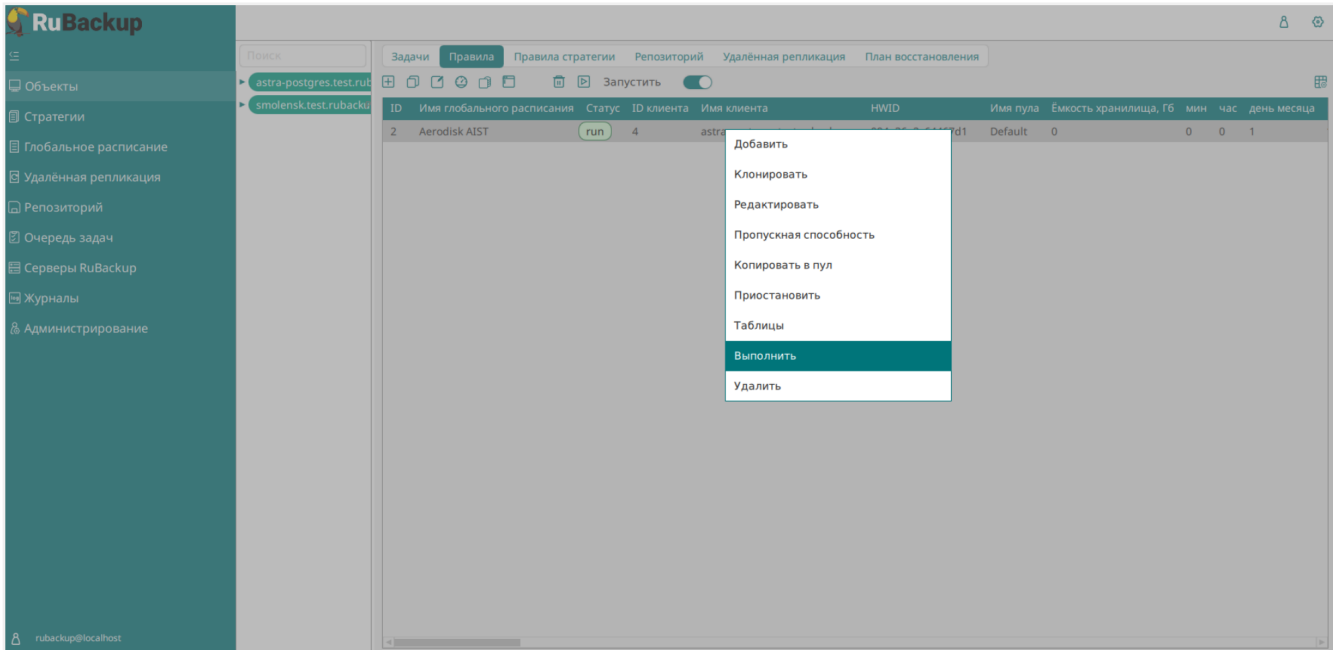 RuBackup
Объекты
Стратегии
Глобальное расписание
Удалённая репликация
Репозиторий
Очередь задач
Серверы RuBackup
Журналы
Администрирование
rubackup@localhost
Поиск
astra-postgres.test.rub
smolensk.test.rubacku
Задачи Правила Правила стратегии Репозиторий Удалённая репликация План восстановления
Запустить
ID Имя глобального расписания Статус ID клиента Имя клиента HWID Имя пула Ёмкость хранилища, Гб мин час день месяца
2 Aerodisk AIST run 4 Default 0 0 0 1
Добавить
Клонировать
Редактировать
Пропускная способность
Копировать в пул
Приостановить
Таблицы
Выполнить
Удалить